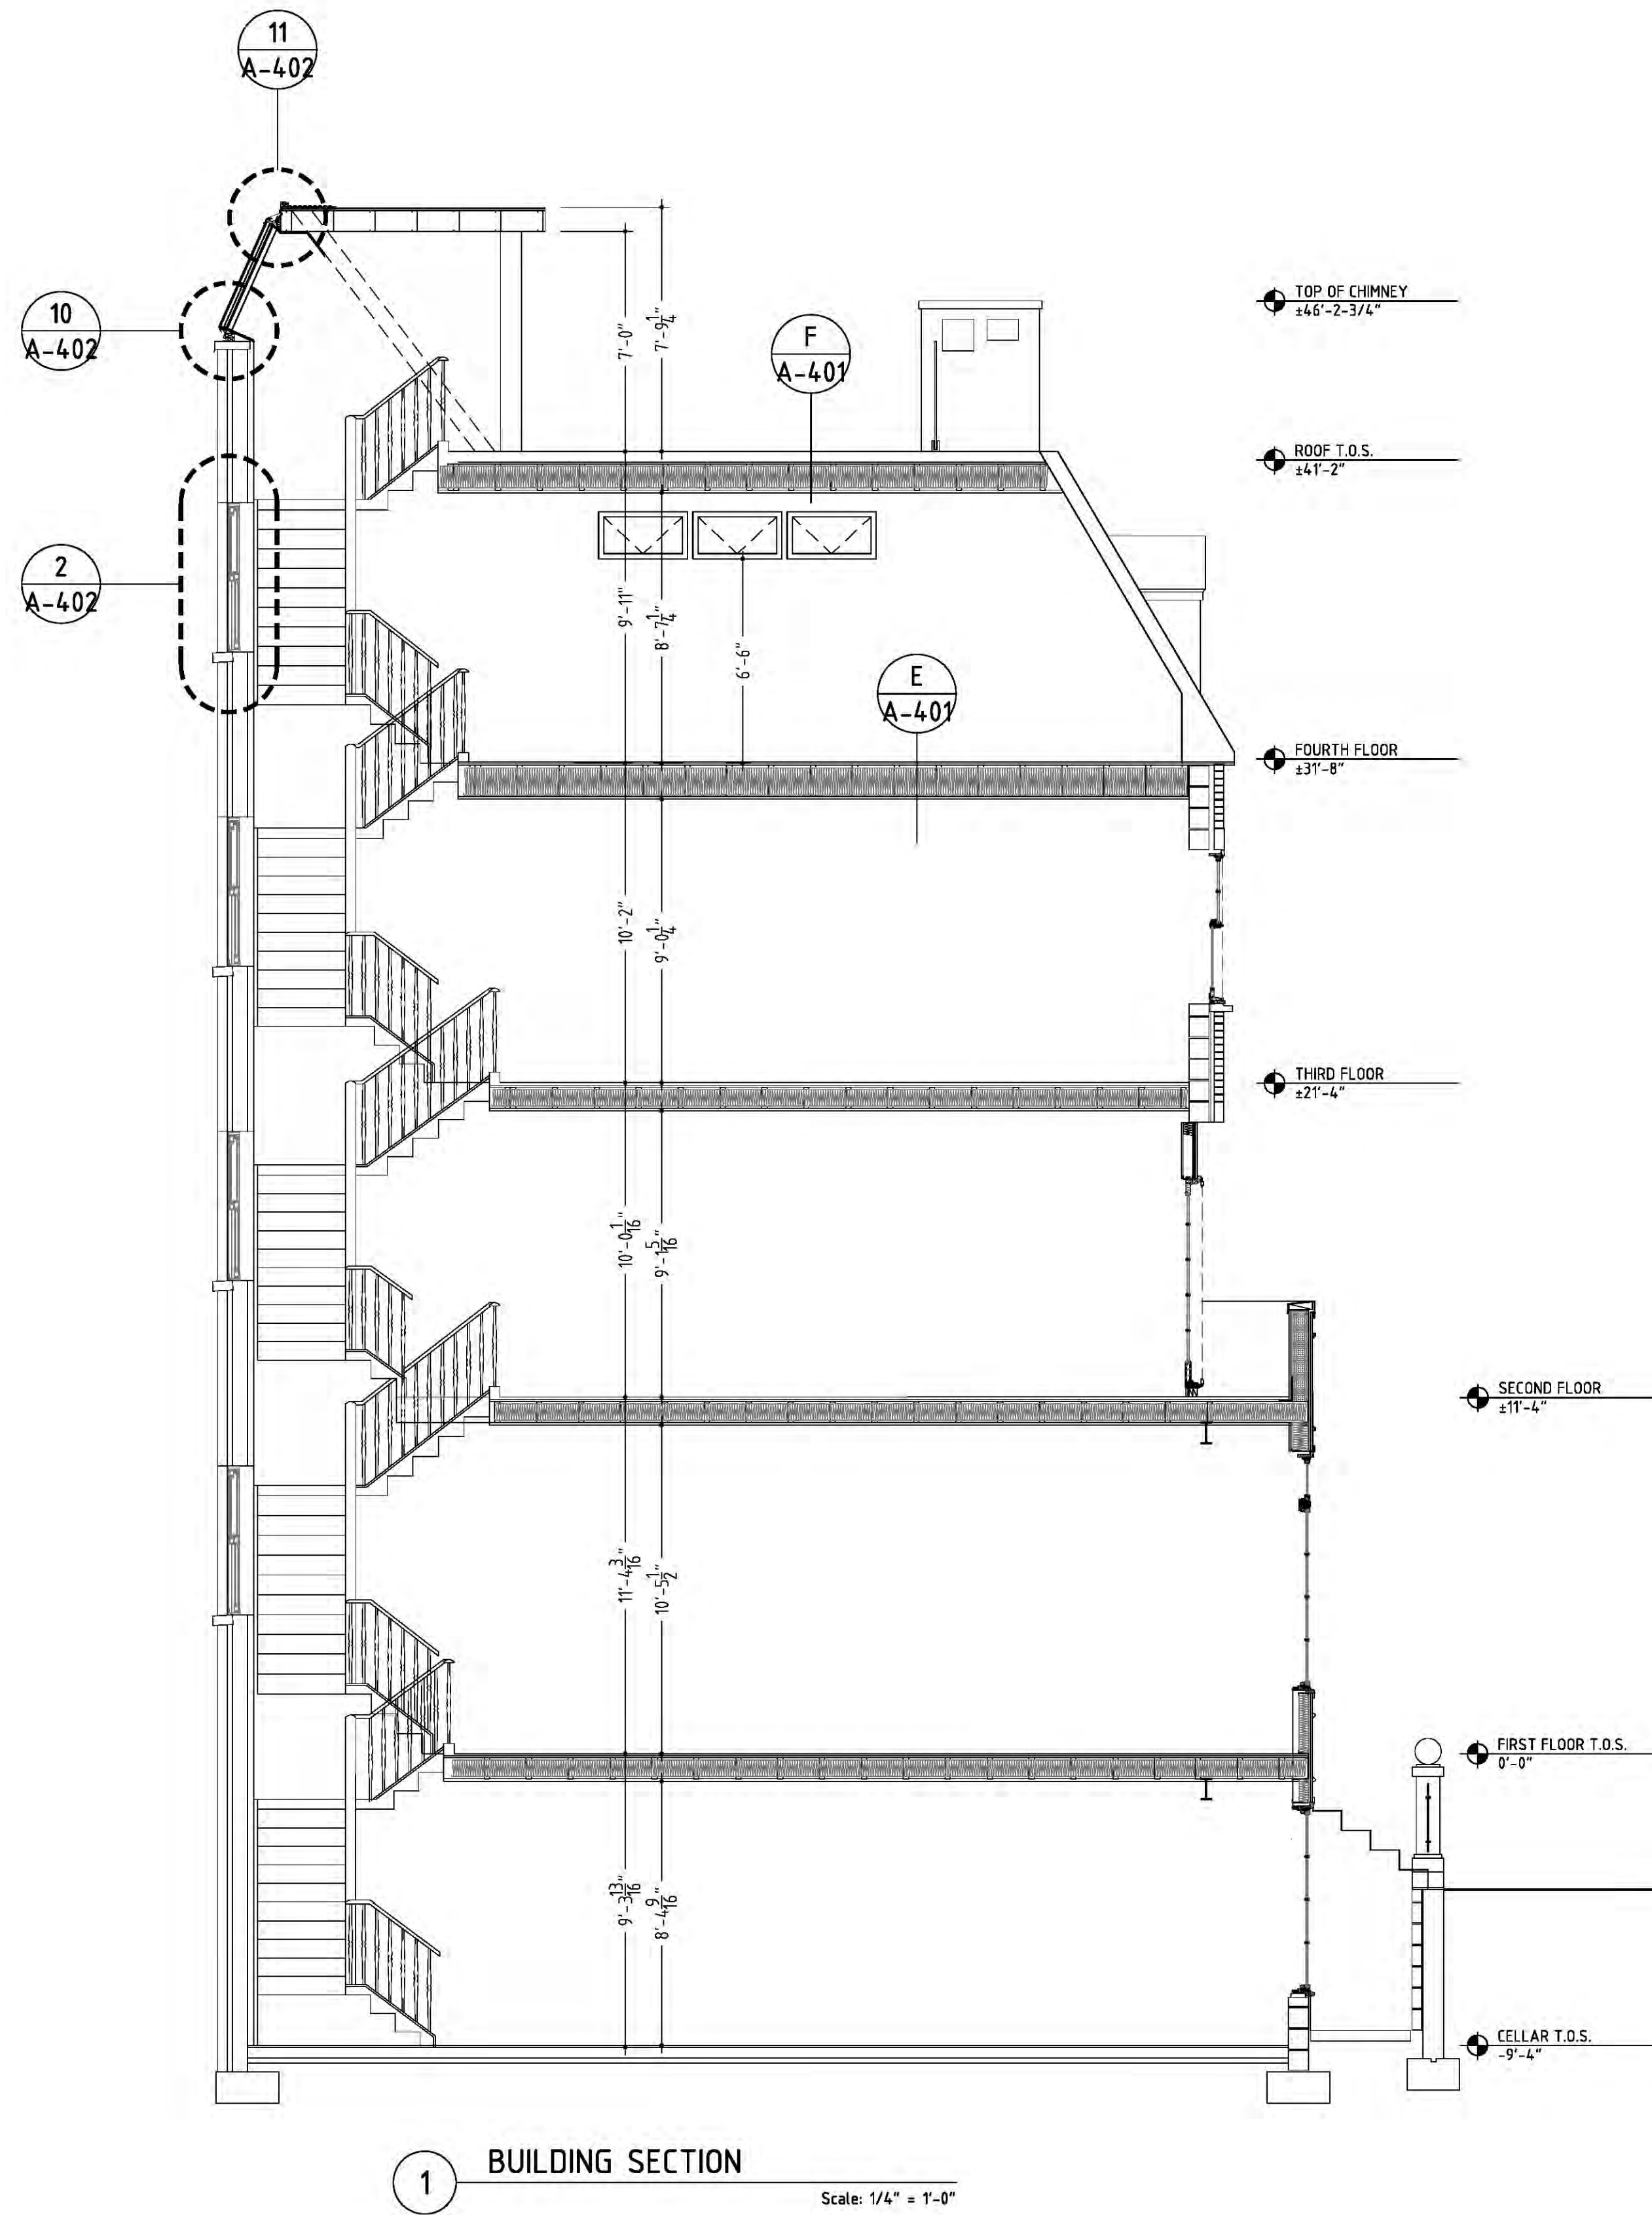 11
A-402
10
A-402
TOP OF CHIMNEY
±46'-2-3/4"
7'-0"
7'-9 1/4"
F
A-401
ROOF T.O.S.
±41'-2"
2
A-402
9'-11"
8'-7 1/4"
6'-6"
E
A-401
FOURTH FLOOR
±31'-8"
10'-2"
9'-0 1/4"
THIRD FLOOR
±21'-4"
10'-0 1/16"
9'-1 5/16"
SECOND FLOOR
±11'-4"
11'-4 3/16"
10'-5 1/2"
FIRST FLOOR T.O.S.
0'-0"
9'-3 13/16"
8'-4 9/16"
CELLAR T.O.S.
-9'-4"
1
BUILDING SECTION
Scale: 1/4" = 1'-0"